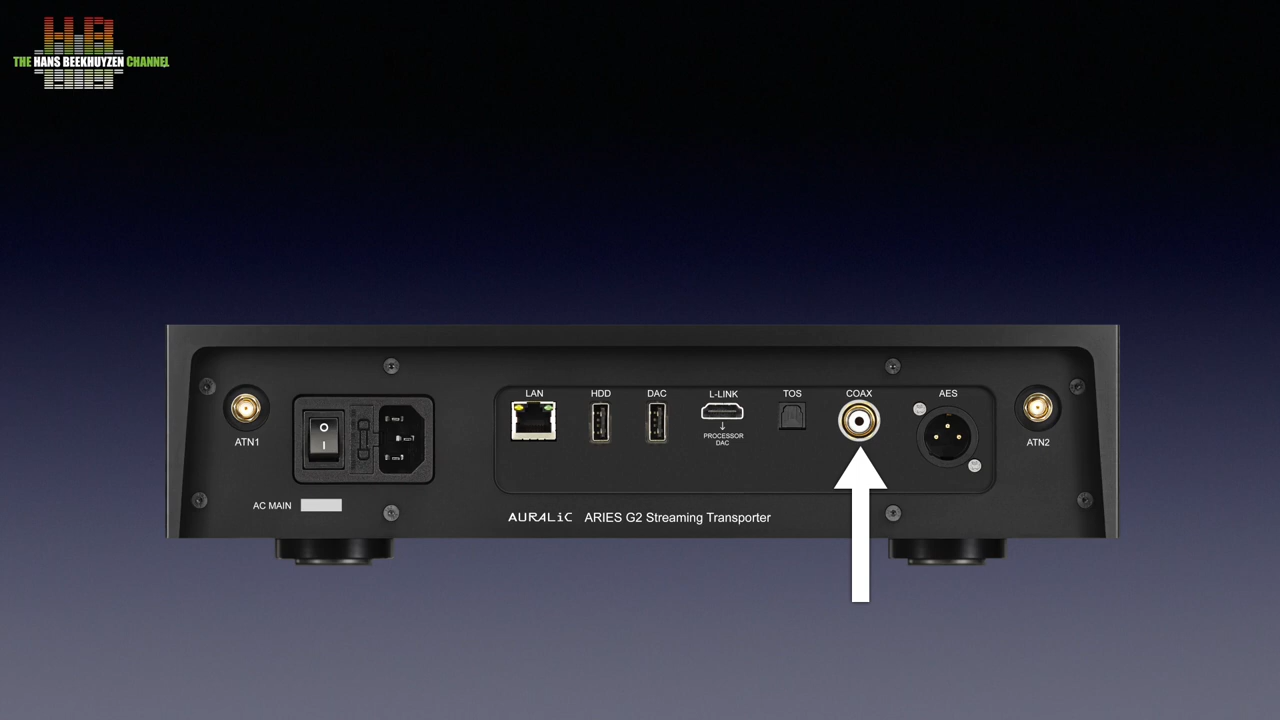 THE HANS BEEKHUYZEN CHANNEL
LAN HDD DAC L-LINK TOS COAX AES
PROCESSOR
DAC
ATN1
ATN2
O
I
AC MAIN
AURALiC ARIES G2 Streaming Transporter